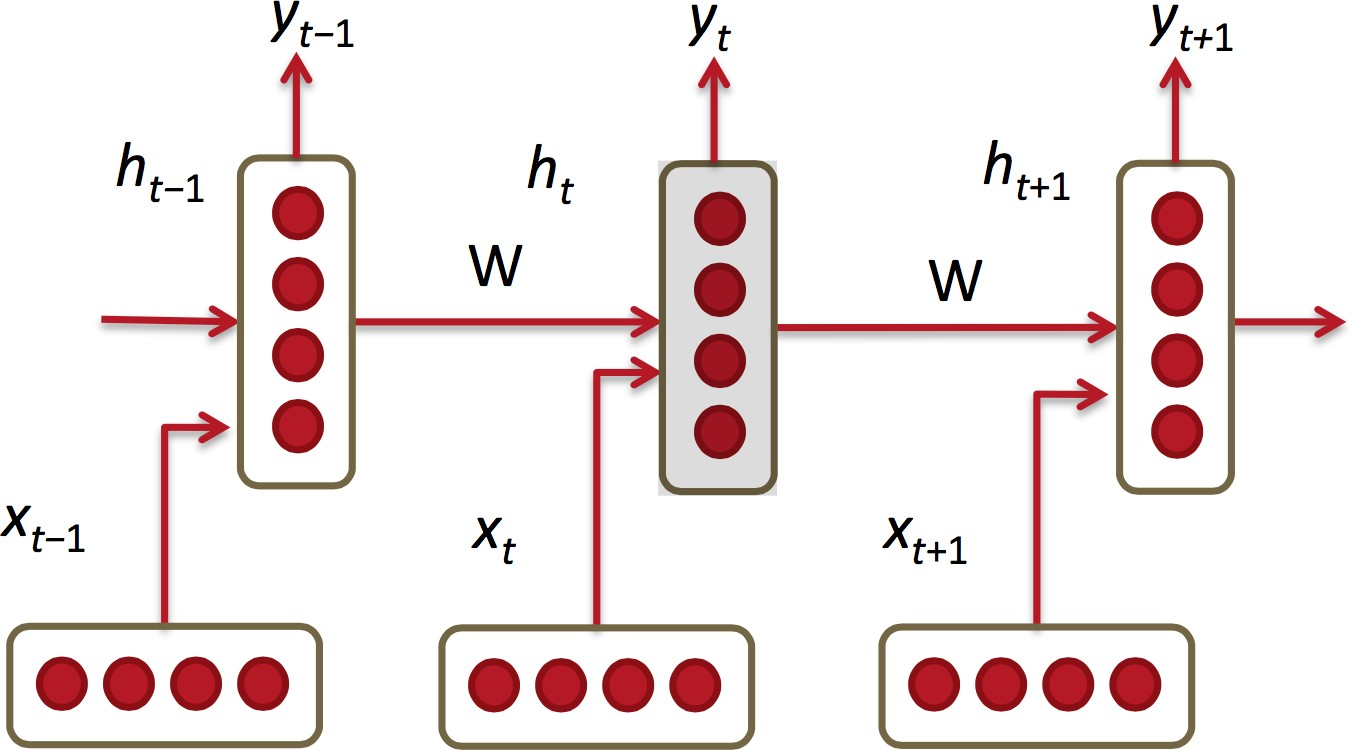 y_{t−1} y_t y_{t+1}
h_{t−1} h_t h_{t+1}
W W
x_{t−1} x_t x_{t+1}